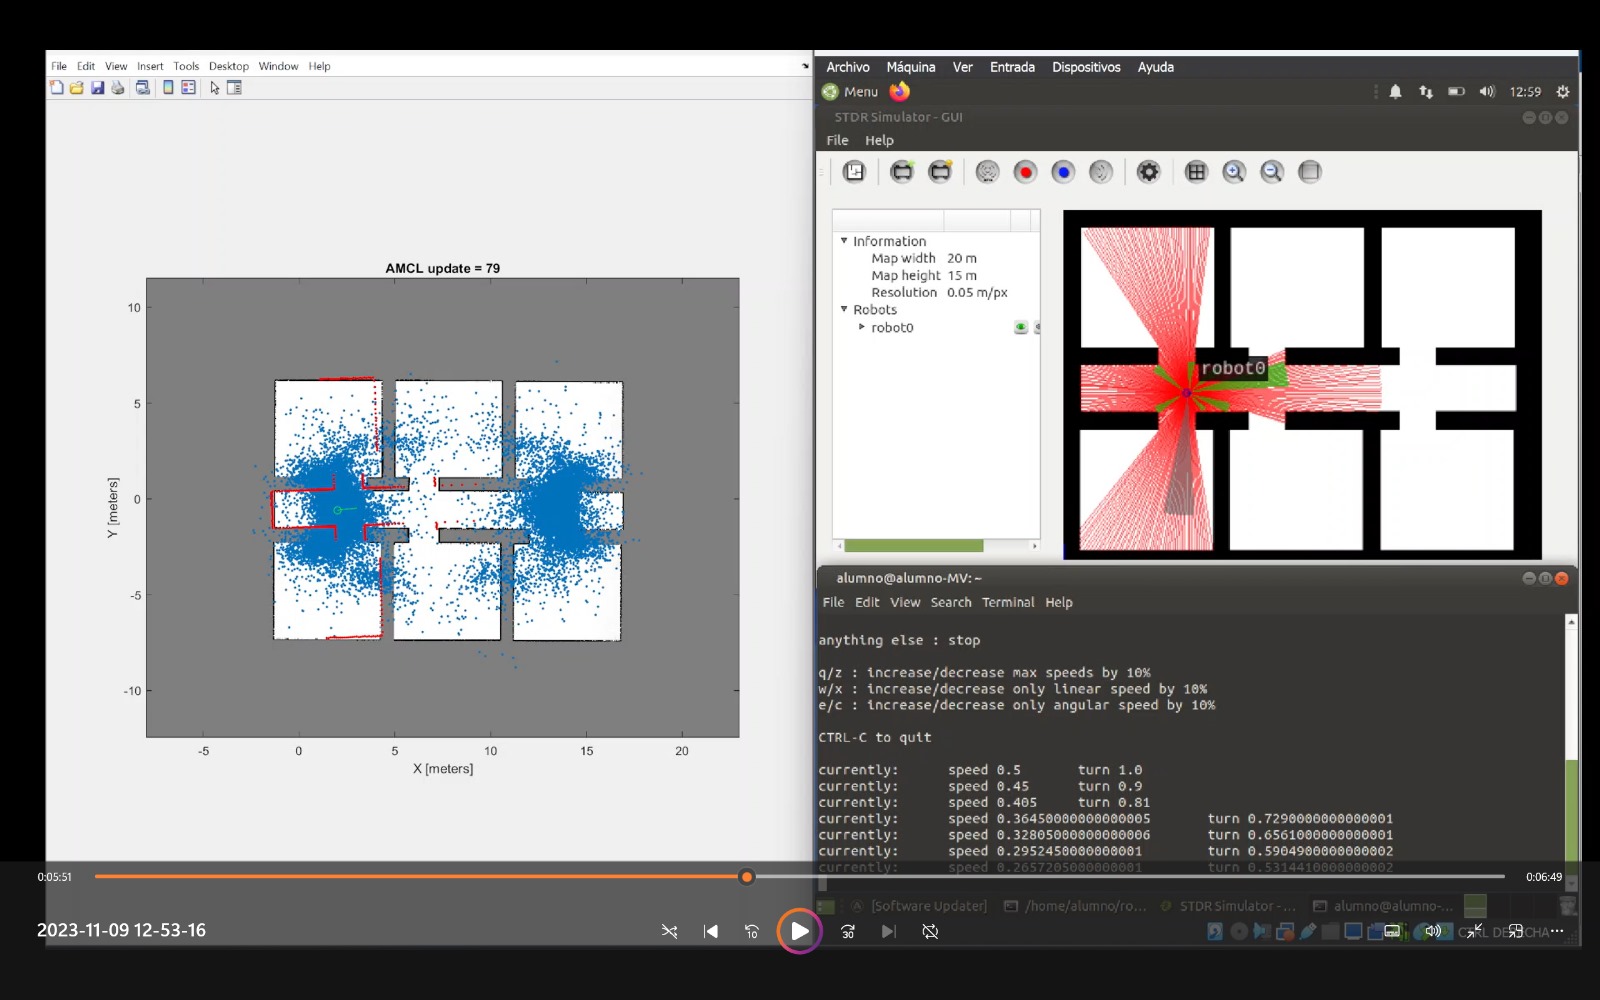 File Edit View Insert Tools Desktop Window Help
AMCL update = 79
10
5
0
-5
-10
Y [meters]
-5 0 5 10 15 20
X [meters]
Archivo Máquina Ver Entrada Dispositivos Ayuda
Menu 12:59
STDR Simulator - GUI
File Help
Information
Map width 20 m
Map height 15 m
Resolution 0.05 m/px
Robots
robot0
robot0
alumno@alumno-MV: ~
File Edit View Search Terminal Help
anything else : stop
q/z : increase/decrease max speeds by 10%
w/x : increase/decrease only linear speed by 10%
e/c : increase/decrease only angular speed by 10%
CTRL-C to quit
currently: speed 0.5 turn 1.0
currently: speed 0.45 turn 0.9
currently: speed 0.405 turn 0.81
currently: speed 0.36450000000000005 turn 0.7290000000000001
currently: speed 0.32805000000000006 turn 0.6561000000000001
currently: speed 0.2952450000000001 turn 0.5904900000000002
currently: speed 0.2657205000000001 turn 0.5314410000000002
0:05:51 0:06:49
[Software Updater] /home/alumno/ro... STDR Simulator - ... alumno@alumno-...
2023-11-09 12-53-16
10 30
CTRL DERECHA